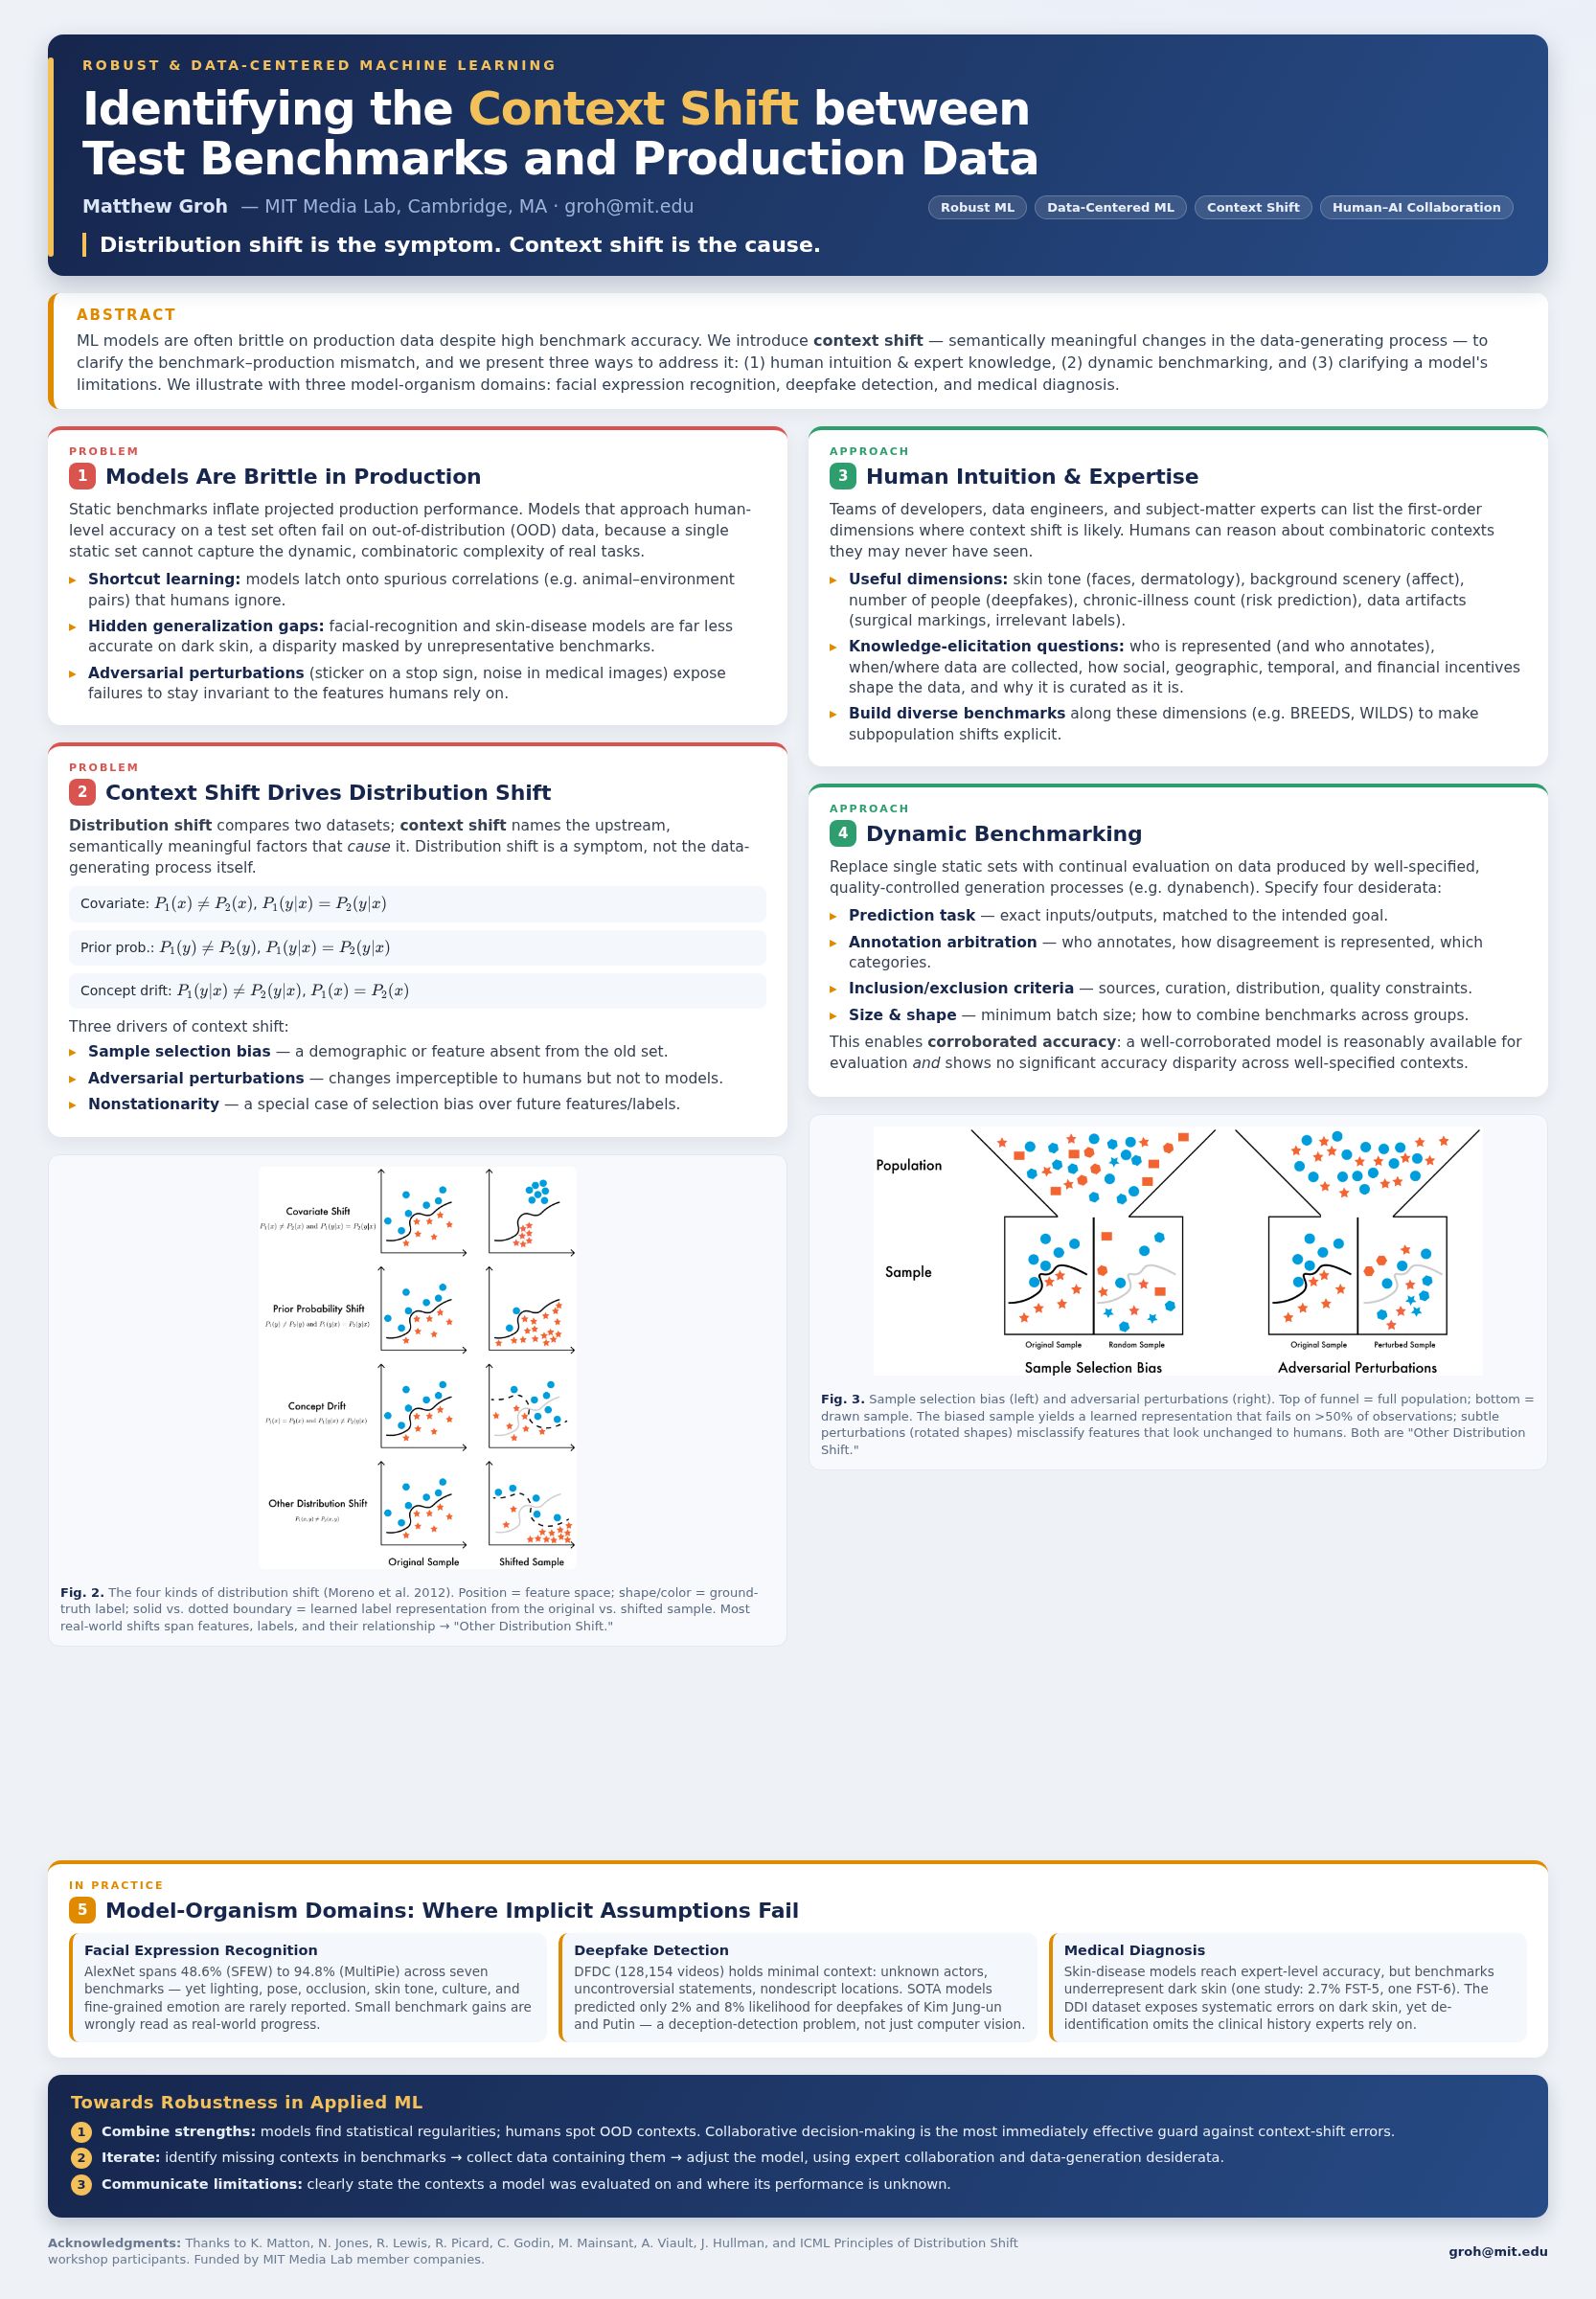 ROBUST & DATA-CENTERED MACHINE LEARNING
Identifying the Context Shift between
Test Benchmarks and Production Data
Matthew Groh — MIT Media Lab, Cambridge, MA · groh@mit.edu
Robust ML
Data-Centered ML
Context Shift
Human–AI Collaboration
Distribution shift is the symptom. Context shift is the cause.
ABSTRACT
ML models are often brittle on production data despite high benchmark accuracy. We introduce context shift — semantically meaningful changes in the data-generating process — to
clarify the benchmark–production mismatch, and we present three ways to address it: (1) human intuition & expert knowledge, (2) dynamic benchmarking, and (3) clarifying a model's
limitations. We illustrate with three model-organism domains: facial expression recognition, deepfake detection, and medical diagnosis.
PROBLEM
1 Models Are Brittle in Production
Static benchmarks inflate projected production performance. Models that approach human-
level accuracy on a test set often fail on out-of-distribution (OOD) data, because a single
static set cannot capture the dynamic, combinatoric complexity of real tasks.
▸ Shortcut learning: models latch onto spurious correlations (e.g. animal–environment
pairs) that humans ignore.
▸ Hidden generalization gaps: facial-recognition and skin-disease models are far less
accurate on dark skin, a disparity masked by unrepresentative benchmarks.
▸ Adversarial perturbations (sticker on a stop sign, noise in medical images) expose
failures to stay invariant to the features humans rely on.
PROBLEM
2 Context Shift Drives Distribution Shift
Distribution shift compares two datasets; context shift names the upstream,
semantically meaningful factors that cause it. Distribution shift is a symptom, not the data-
generating process itself.
Covariate: P₁(x) ≠ P₂(x), P₁(y|x) = P₂(y|x)
Prior prob.: P₁(y) ≠ P₂(y), P₁(y|x) = P₂(y|x)
Concept drift: P₁(y|x) ≠ P₂(y|x), P₁(x) = P₂(x)
Three drivers of context shift:
▸ Sample selection bias — a demographic or feature absent from the old set.
▸ Adversarial perturbations — changes imperceptible to humans but not to models.
▸ Nonstationarity — a special case of selection bias over future features/labels.
Covariate Shift
P₁(x) ≠ P₂(x) and P₁(y|x) = P₂(y|x)
Prior Probability Shift
P₁(y) ≠ P₂(y) and P₁(y|x) = P₂(y|x)
Concept Drift
P₁(x) = P₂(x) and P₁(y|x) ≠ P₂(y|x)
Other Distribution Shift
P₁(x,y) ≠ P₂(x,y)
Original Sample
Shifted Sample
Fig. 2. The four kinds of distribution shift (Moreno et al. 2012). Position = feature space; shape/color = ground-
truth label; solid vs. dotted boundary = learned label representation from the original vs. shifted sample. Most
real-world shifts span features, labels, and their relationship → "Other Distribution Shift."
APPROACH
3 Human Intuition & Expertise
Teams of developers, data engineers, and subject-matter experts can list the first-order
dimensions where context shift is likely. Humans can reason about combinatoric contexts
they may never have seen.
▸ Useful dimensions: skin tone (faces, dermatology), background scenery (affect),
number of people (deepfakes), chronic-illness count (risk prediction), data artifacts
(surgical markings, irrelevant labels).
▸ Knowledge-elicitation questions: who is represented (and who annotates),
when/where data are collected, how social, geographic, temporal, and financial incentives
shape the data, and why it is curated as it is.
▸ Build diverse benchmarks along these dimensions (e.g. BREEDS, WILDS) to make
subpopulation shifts explicit.
APPROACH
4 Dynamic Benchmarking
Replace single static sets with continual evaluation on data produced by well-specified,
quality-controlled generation processes (e.g. dynabench). Specify four desiderata:
▸ Prediction task — exact inputs/outputs, matched to the intended goal.
▸ Annotation arbitration — who annotates, how disagreement is represented, which
categories.
▸ Inclusion/exclusion criteria — sources, curation, distribution, quality constraints.
▸ Size & shape — minimum batch size; how to combine benchmarks across groups.
This enables corroborated accuracy: a well-corroborated model is reasonably available for
evaluation and shows no significant accuracy disparity across well-specified contexts.
Population
Sample
Original Sample
Random Sample
Original Sample
Perturbed Sample
Sample Selection Bias
Adversarial Perturbations
Fig. 3. Sample selection bias (left) and adversarial perturbations (right). Top of funnel = full population; bottom =
drawn sample. The biased sample yields a learned representation that fails on >50% of observations; subtle
perturbations (rotated shapes) misclassify features that look unchanged to humans. Both are "Other Distribution
Shift."
IN PRACTICE
5 Model-Organism Domains: Where Implicit Assumptions Fail
Facial Expression Recognition
AlexNet spans 48.6% (SFEW) to 94.8% (MultiPie) across seven
benchmarks — yet lighting, pose, occlusion, skin tone, culture, and
fine-grained emotion are rarely reported. Small benchmark gains are
wrongly read as real-world progress.
Deepfake Detection
DFDC (128,154 videos) holds minimal context: unknown actors,
uncontroversial statements, nondescript locations. SOTA models
predicted only 2% and 8% likelihood for deepfakes of Kim Jung-un
and Putin — a deception-detection problem, not just computer vision.
Medical Diagnosis
Skin-disease models reach expert-level accuracy, but benchmarks
underrepresent dark skin (one study: 2.7% FST-5, one FST-6). The
DDI dataset exposes systematic errors on dark skin, yet de-
identification omits the clinical history experts rely on.
Towards Robustness in Applied ML
1 Combine strengths: models find statistical regularities; humans spot OOD contexts. Collaborative decision-making is the most immediately effective guard against context-shift errors.
2 Iterate: identify missing contexts in benchmarks → collect data containing them → adjust the model, using expert collaboration and data-generation desiderata.
3 Communicate limitations: clearly state the contexts a model was evaluated on and where its performance is unknown.
Acknowledgments: Thanks to K. Matton, N. Jones, R. Lewis, R. Picard, C. Godin, M. Mainsant, A. Viault, J. Hullman, and ICML Principles of Distribution Shift
workshop participants. Funded by MIT Media Lab member companies.
groh@mit.edu